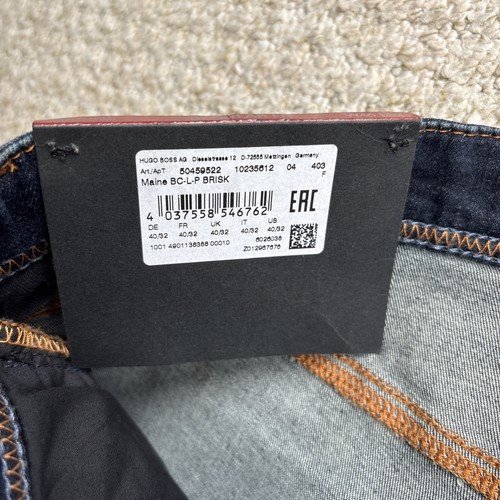 HUGO BOSS AG Dieselstrasse 12 D-72555 Metzingen Germany
Art./АрТ 50459522 10235612 04 403
Maine BC-L-P BRISK F
4 037558 546762 EAC
DE FR UK IT US
40/32 40/32 40/32 40/32 40/32
6026038
1001 4901138388 00010 Z012967676